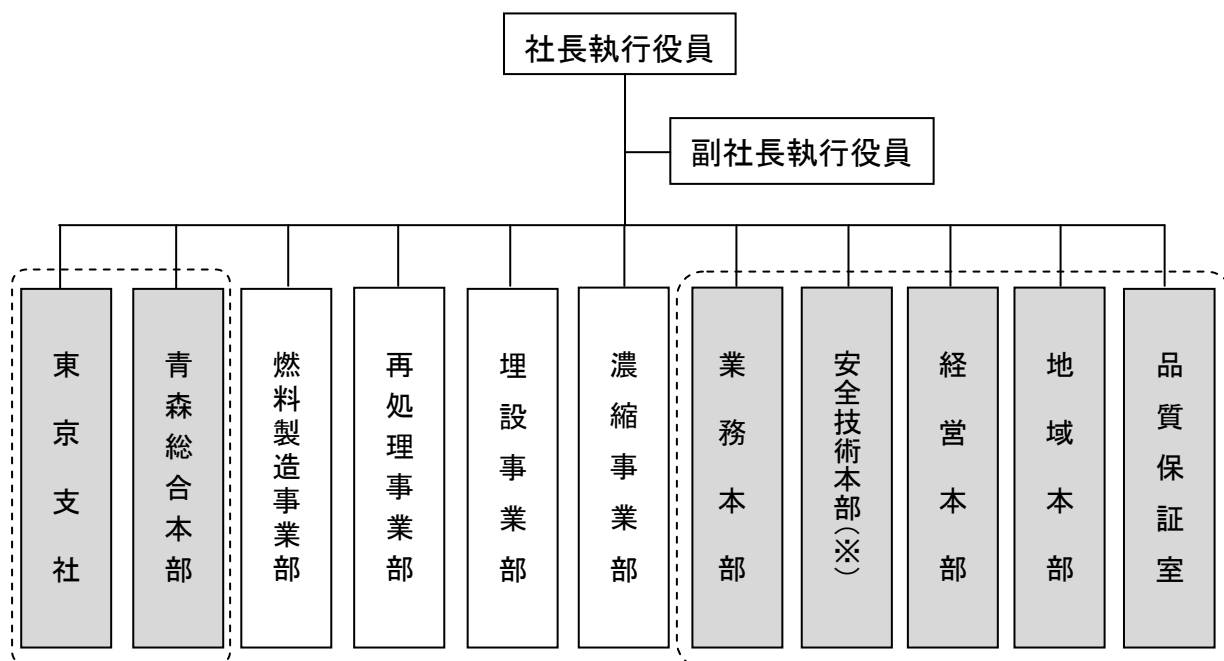 社長執行役員
副社長執行役員
東京支社
青森総合本部
燃料製造事業部
再処理事業部
埋設事業部
濃縮事業部
業務本部
安全技術本部(※)
経営本部
地域本部
品質保証室